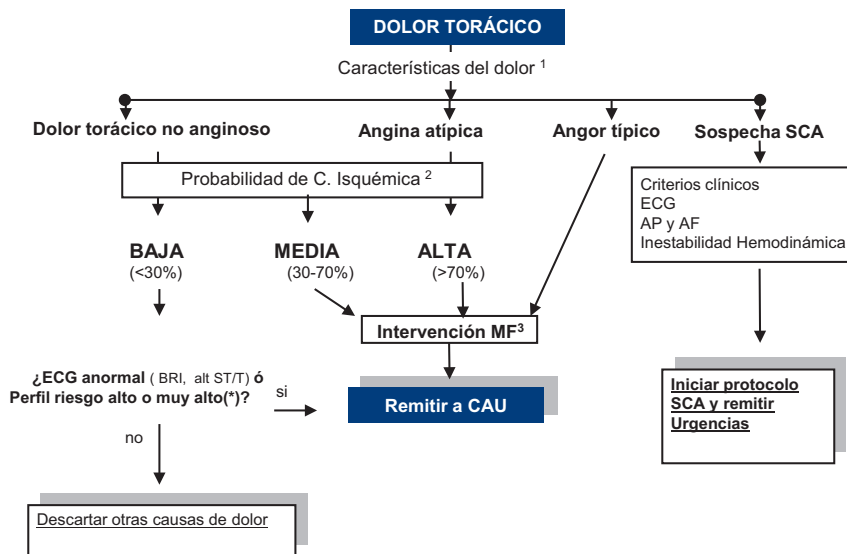 DOLOR TORÁCICO
Características del dolor ¹
Dolor torácico no anginoso
Angina atípica
Angor típico
Sospecha SCA
Probabilidad de C. Isquémica ²
Criterios clínicos
ECG
AP y AF
Inestabilidad Hemodinámica
BAJA
(<30%)
MEDIA
(30-70%)
ALTA
(>70%)
Intervención MF³
¿ECG anormal ( BRI, alt ST/T) ó
Perfil riesgo alto o muy alto(*)?
si
Remitir a CAU
Iniciar protocolo
SCA y remitir
Urgencias
no
Descartar otras causas de dolor